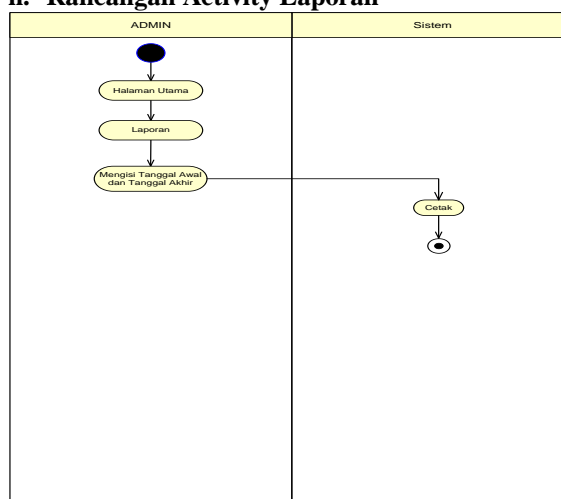 Rancangan Activity Laporan
ADMIN
Sistem
Halaman Utama
Laporan
Mengisi Tanggal Awal
dan Tanggal Akhir
Cetak